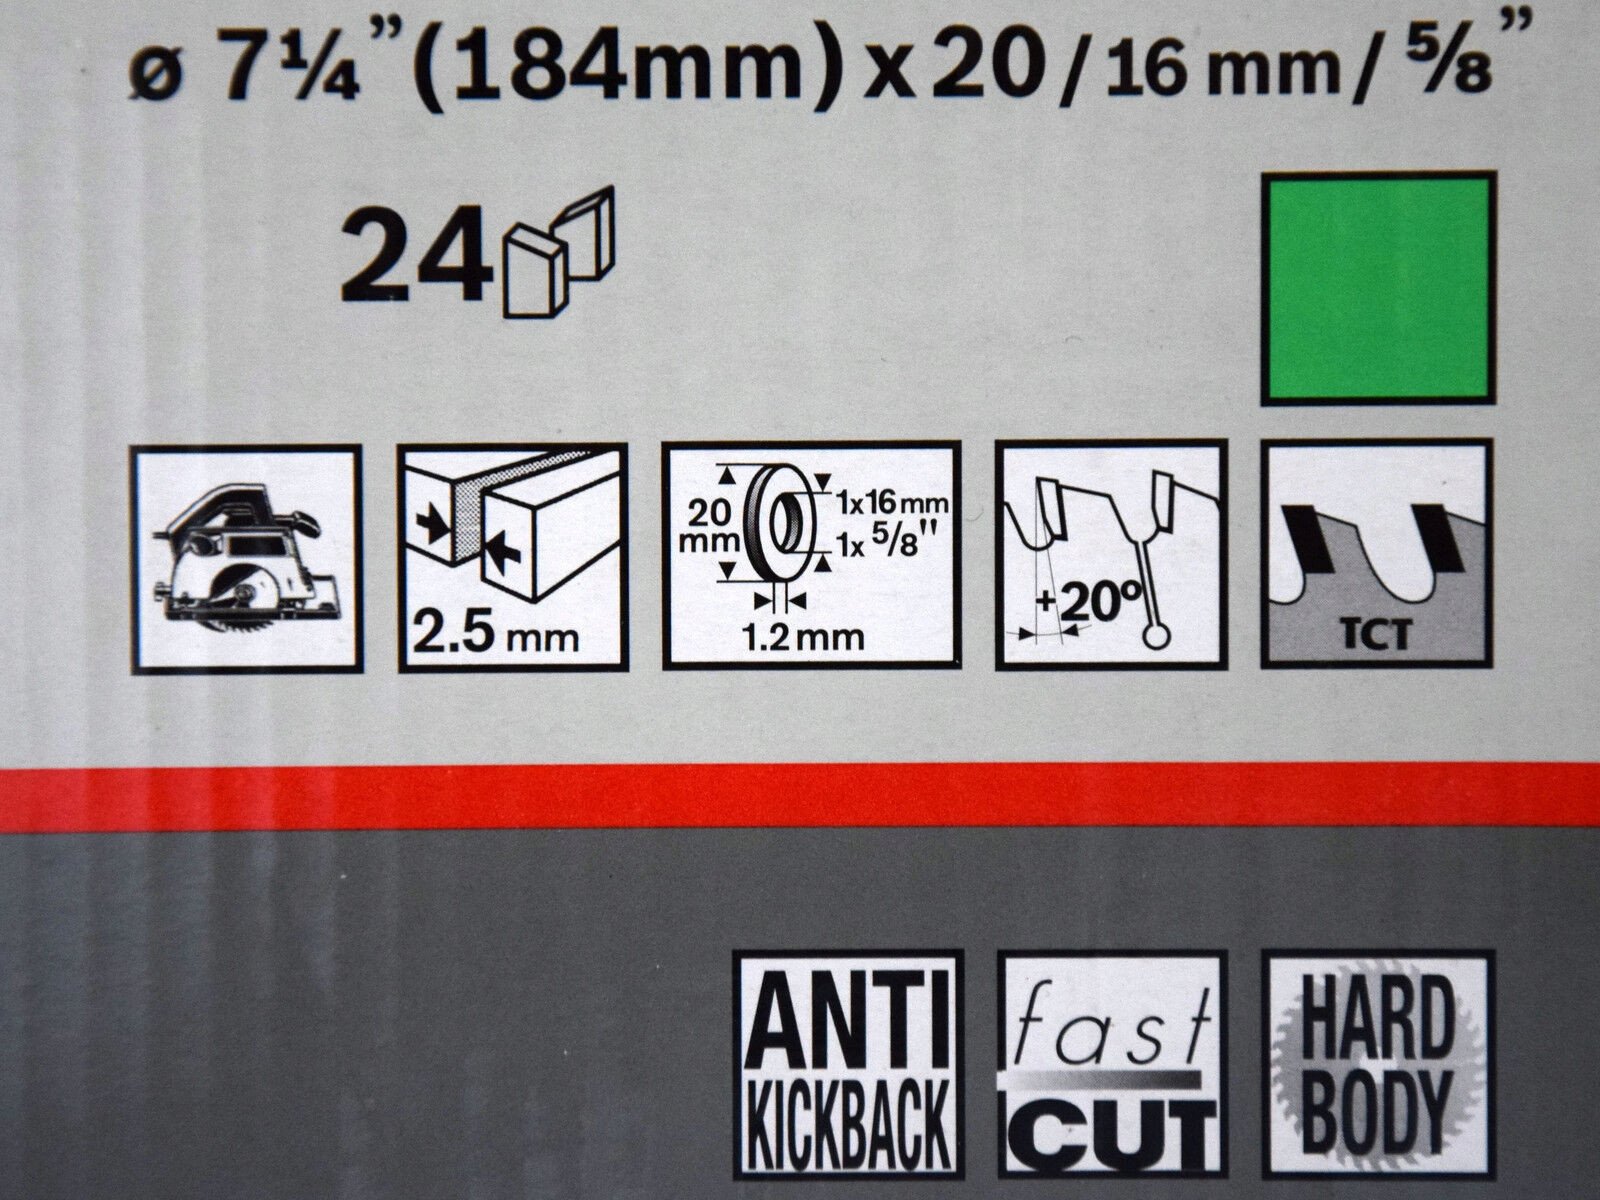 ø 7¼” (184mm) x 20 / 16 mm / ⅝”
24
2.5 mm
20 mm
1x16mm
1x 5/8"
1.2mm
+20º
TCT
ANTI
KICKBACK
fast
CUT
HARD
BODY